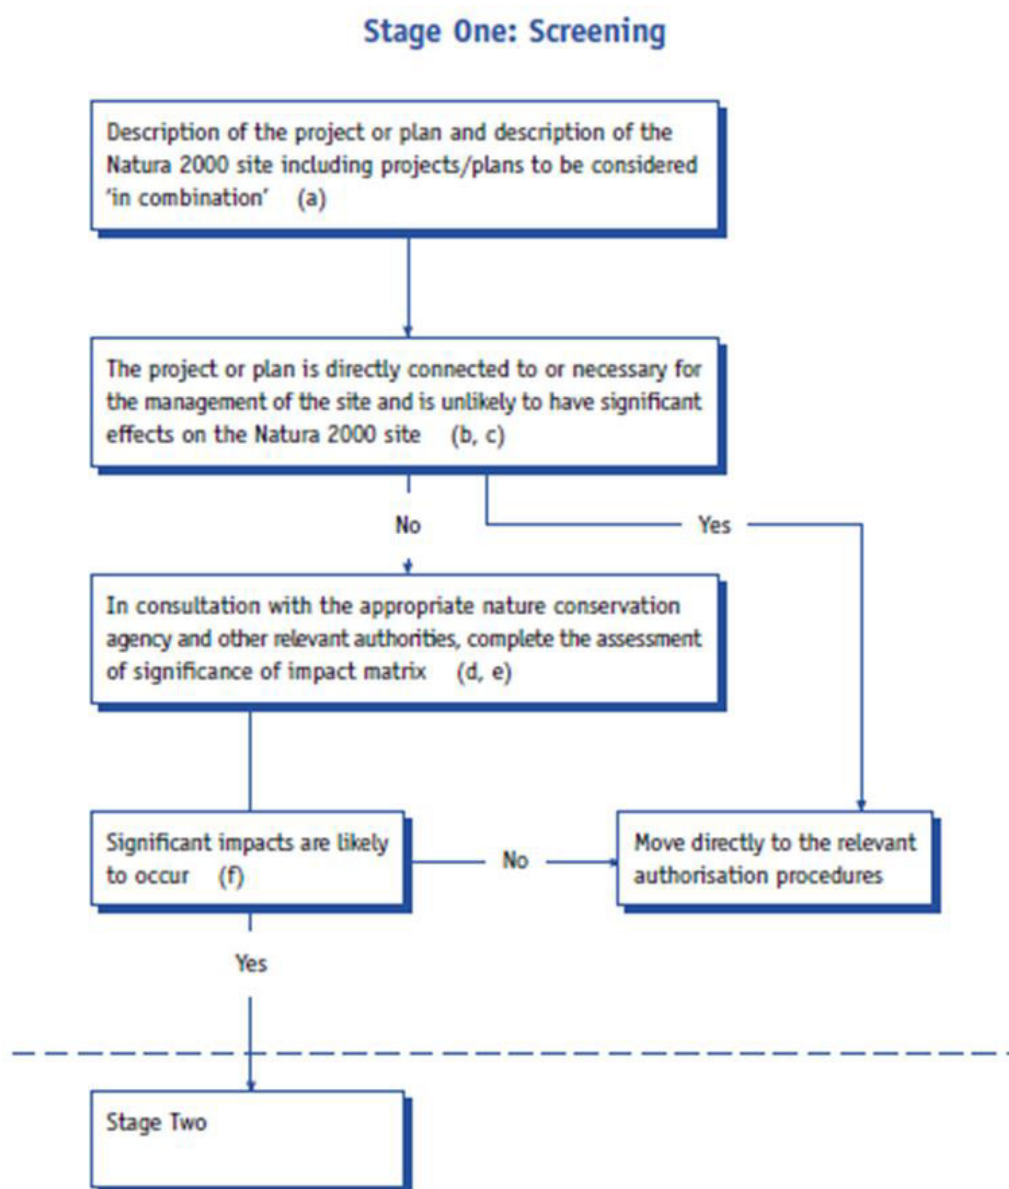 Stage One: Screening
Description of the project or plan and description of the
Natura 2000 site including projects/plans to be considered
'in combination' (a)
The project or plan is directly connected to or necessary for
the management of the site and is unlikely to have significant
effects on the Natura 2000 site (b, c)
No
Yes
In consultation with the appropriate nature conservation
agency and other relevant authorities, complete the assessment
of significance of impact matrix (d, e)
Significant impacts are likely
to occur (f)
No
Move directly to the relevant
authorisation procedures
Yes
Stage Two